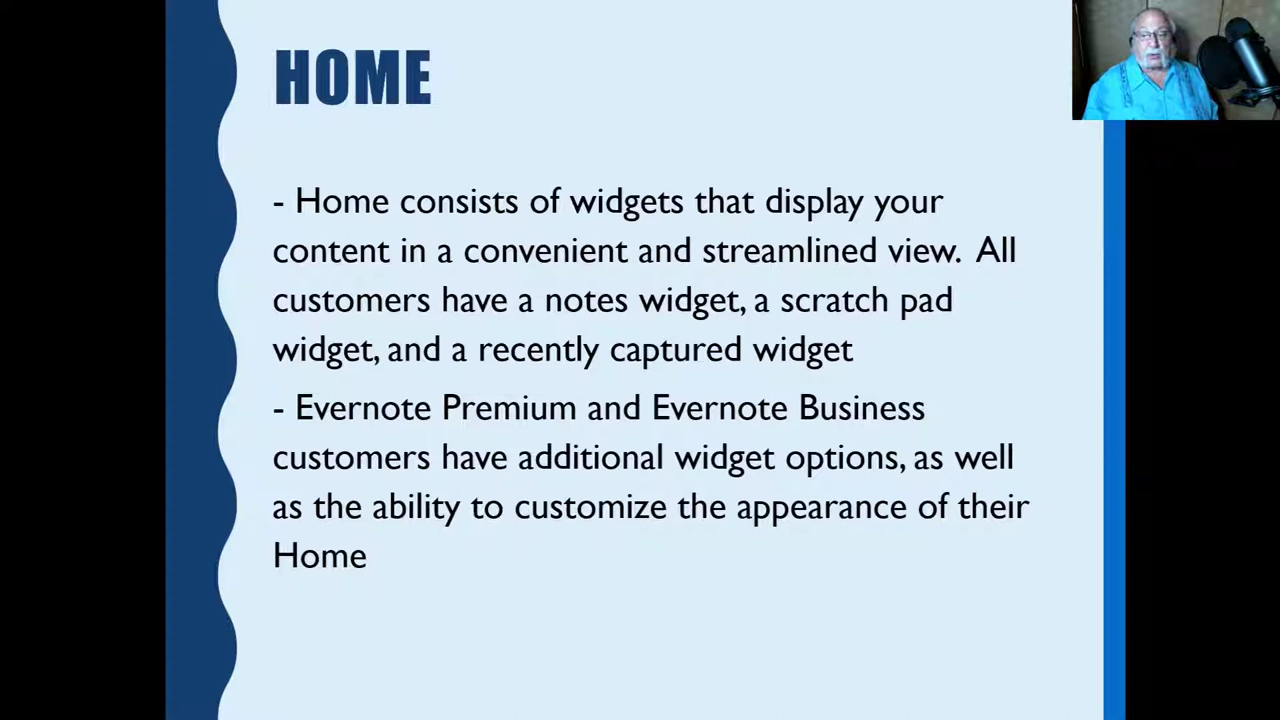 HOME
- Home consists of widgets that display your
content in a convenient and streamlined view.  All
customers have a notes widget, a scratch pad
widget, and a recently captured widget
- Evernote Premium and Evernote Business
customers have additional widget options, as well
as the ability to customize the appearance of their
Home